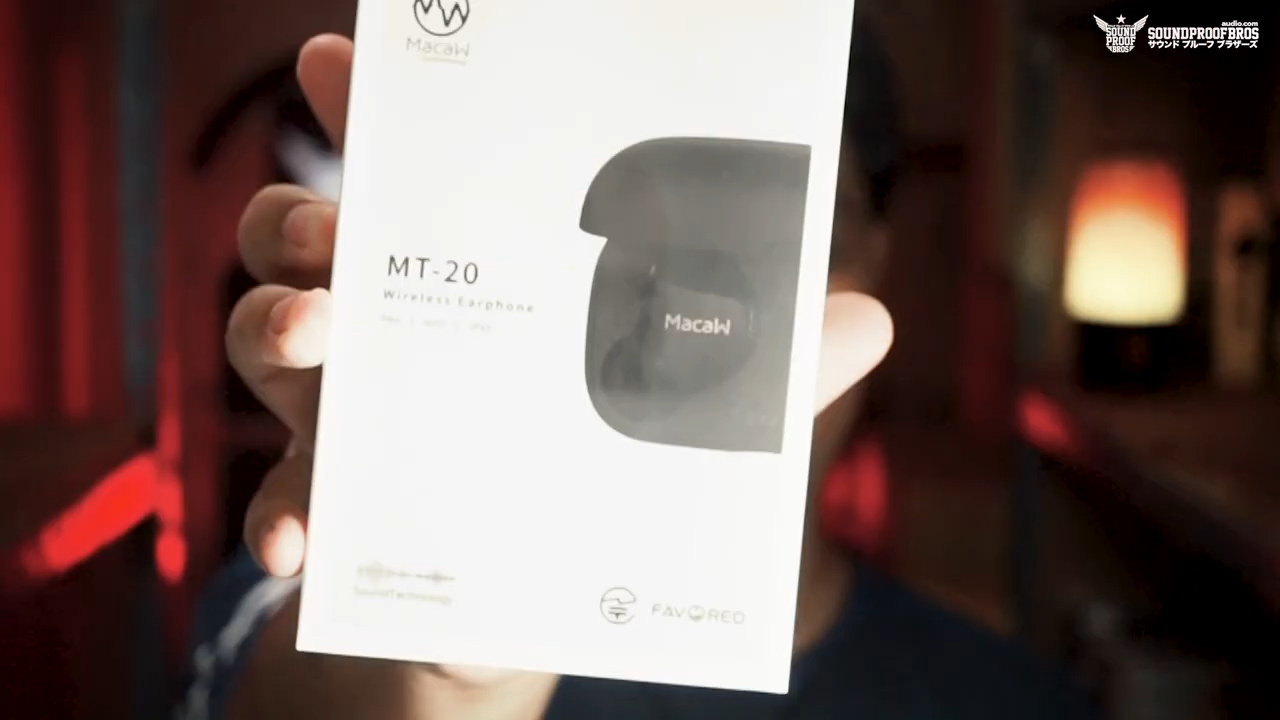 MacaW
MT-20
Wireless Earphone
MacaW
SoundTechnology
FAVOREO
SOUND
PROOF
BROS
audio.com
SOUNDPROOFBROS
サウンド プルーフ ブラザーズ